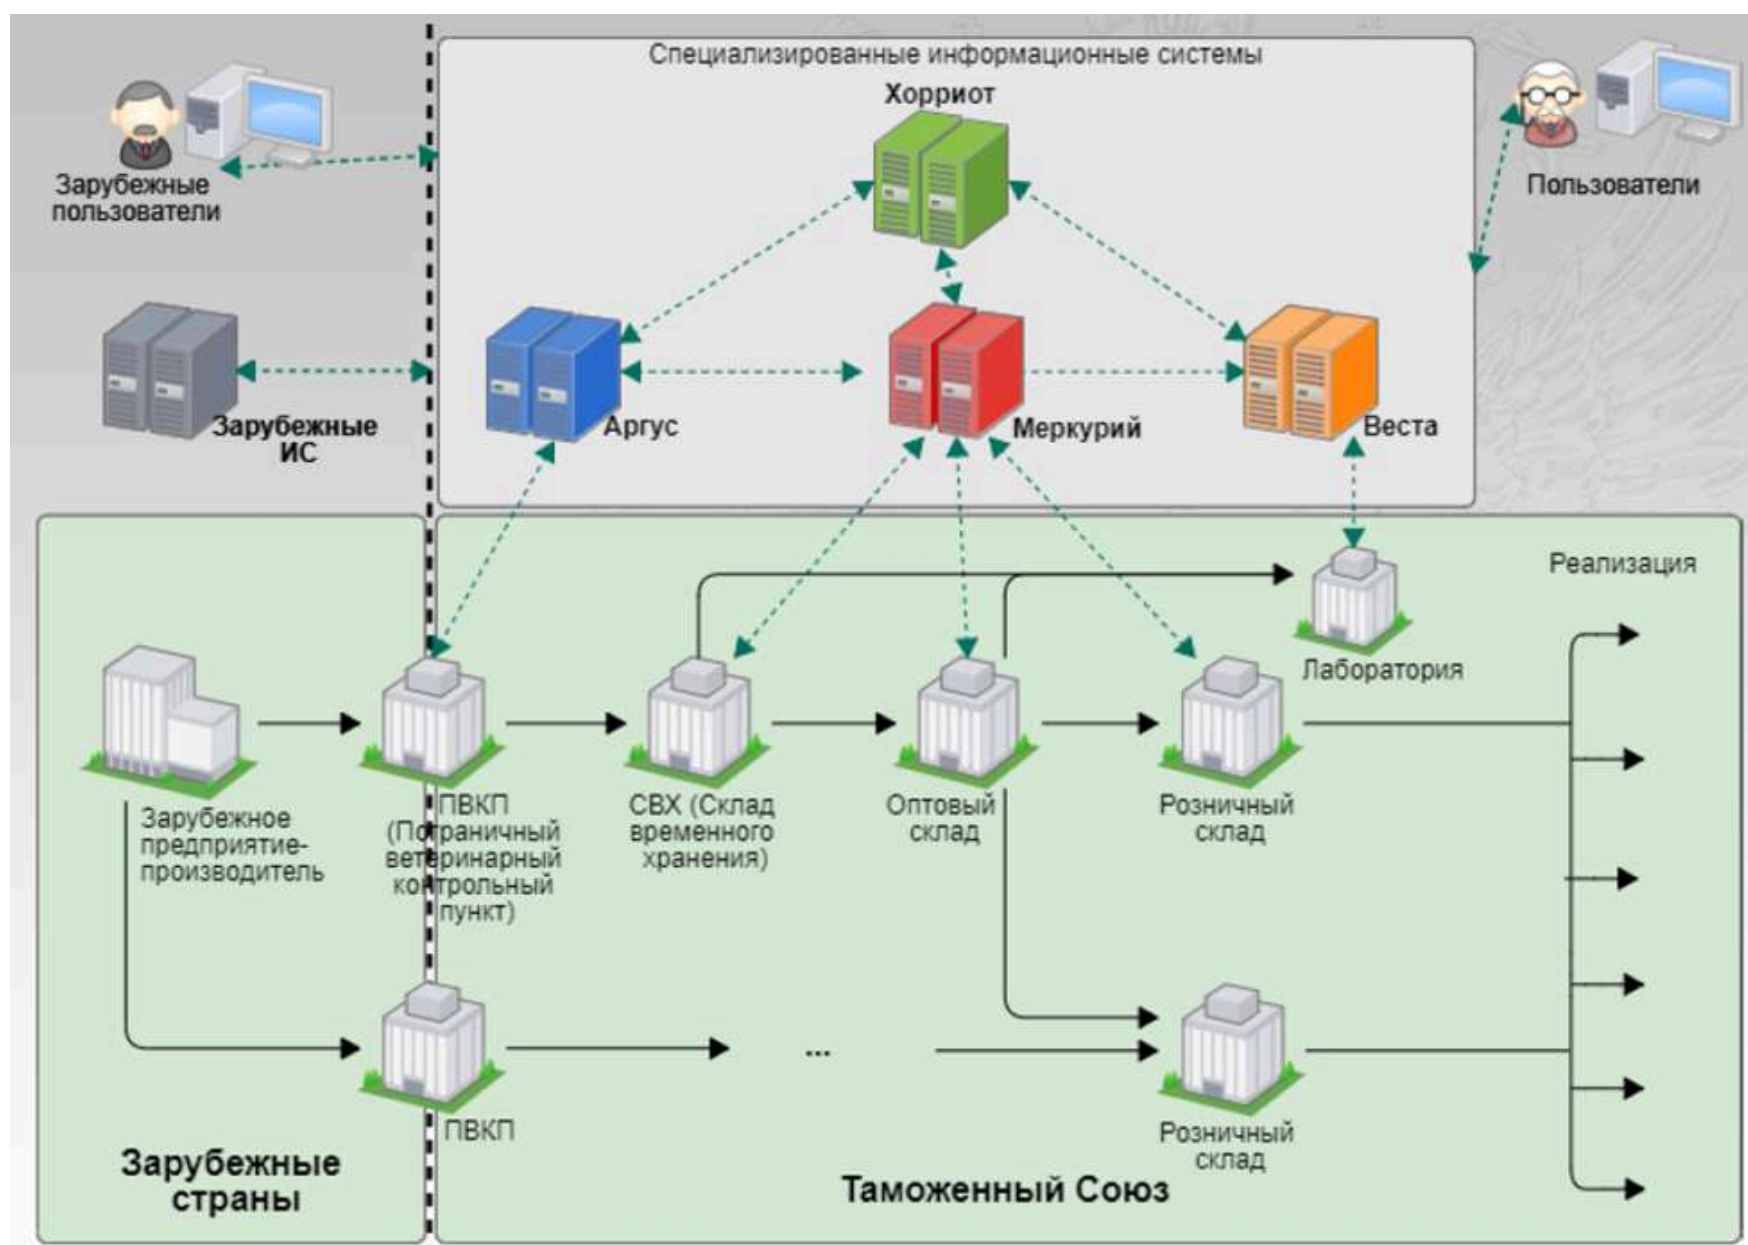 Специализированные информационные системы
Хорриот
Зарубежные
пользователи
Пользователи
Зарубежные
ИС
Аргус
Меркурий
Веста
Реализация
Лаборатория
Зарубежное
предприятие-
производитель
ПВКП
(Пограничный
ветеринарный
контрольный
пункт)
СВХ (Склад
временного
хранения)
Оптовый
склад
Розничный
склад
...
ПВКП
Розничный
склад
Зарубежные
страны
Таможенный Союз